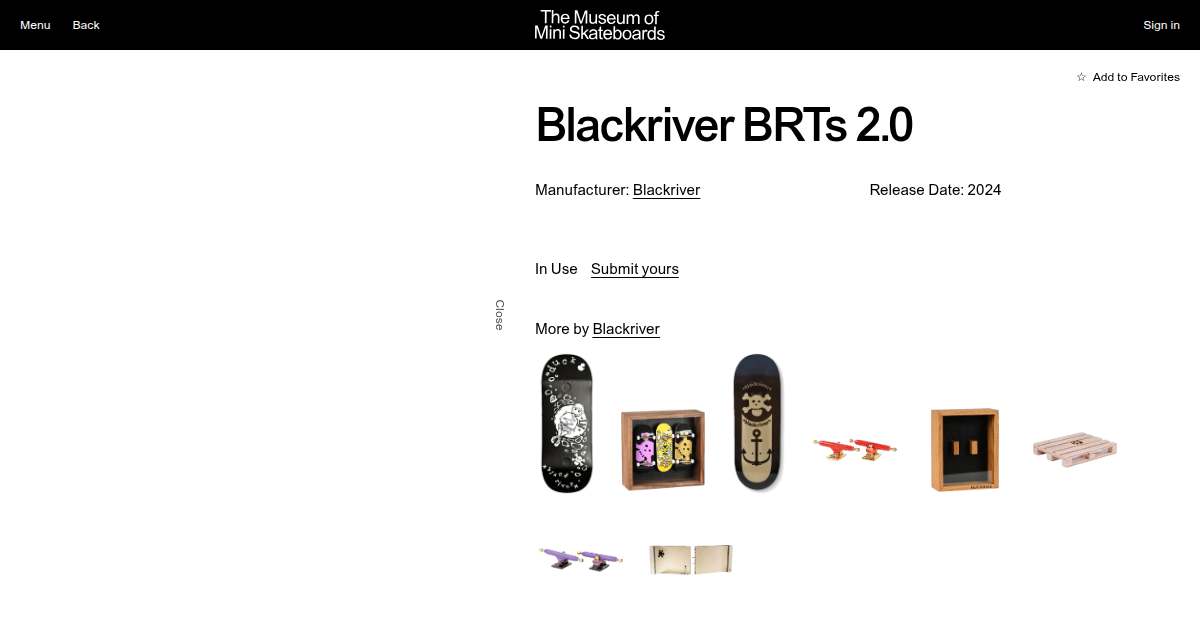 Menu
Back
The Museum of
Mini Skateboards
Sign in
☆ Add to Favorites
Blackriver BRTs 2.0
Manufacturer: Blackriver
Release Date: 2024
In Use Submit yours
Close
More by Blackriver